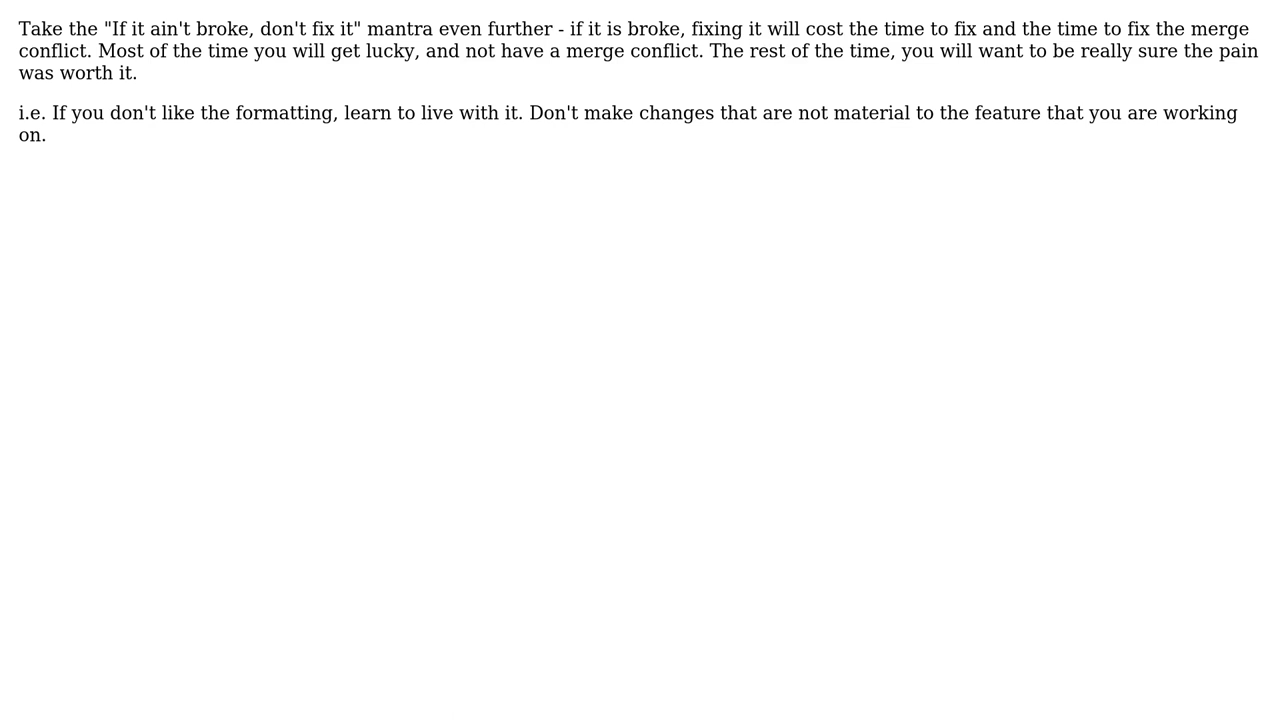 Take the "If it ain't broke, don't fix it" mantra even further - if it is broke, fixing it will cost the time to fix and the time to fix the merge
conflict. Most of the time you will get lucky, and not have a merge conflict. The rest of the time, you will want to be really sure the pain
was worth it.
i.e. If you don't like the formatting, learn to live with it. Don't make changes that are not material to the feature that you are working
on.